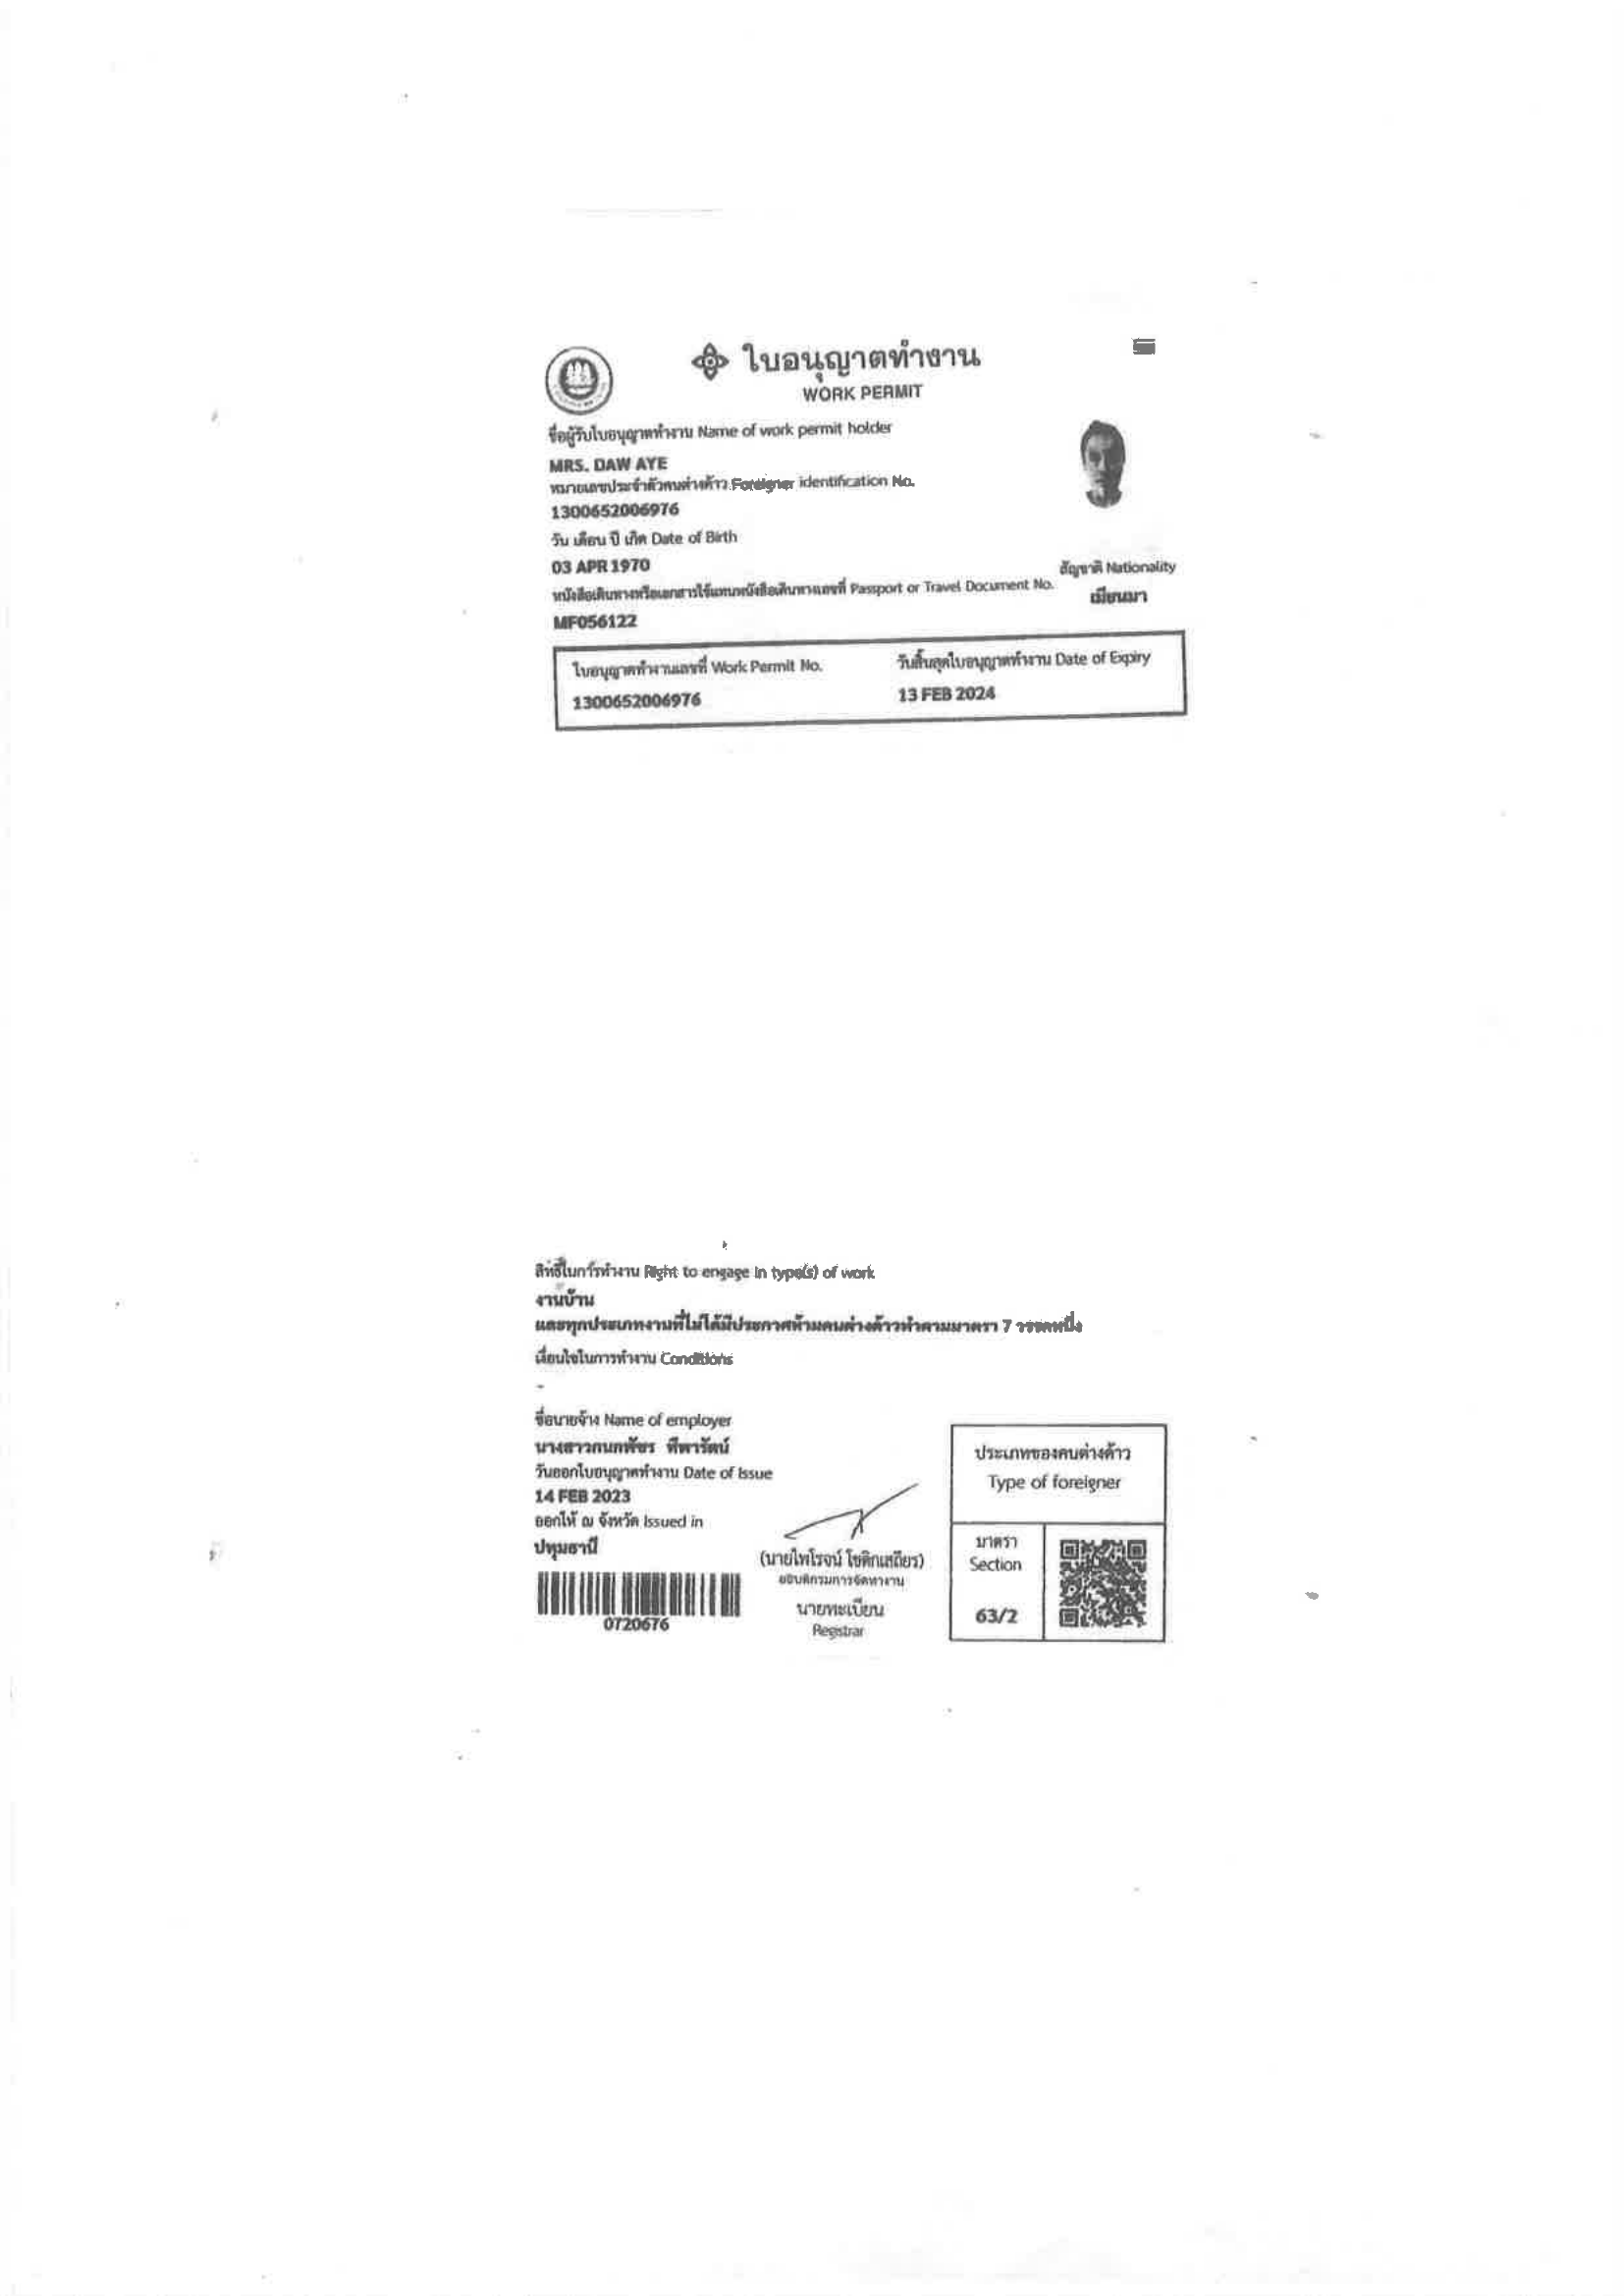 ใบอนุญาตทำงาน
WORK PERMIT
ชื่อผู้รับใบอนุญาตทำงาน Name of work permit holder
MRS. DAW AYE
หมายเลขประจำตัวคนต่างด้าว Foreigner identification No.
1300652006976
วัน เดือน ปี เกิด Date of Birth
03 APR 1970
สัญชาติ Nationality
หนังสือเดินทางหรือเอกสารใช้แทนหนังสือเดินทางเลขที่ Passport or Travel Document No.
เมียนมา
MF056122
ใบอนุญาตทำงานเลขที่ Work Permit No.
วันสิ้นสุดใบอนุญาตทำงาน Date of Expiry
1300652006976
13 FEB 2024
สิทธิในการทำงาน Right to engage in type(s) of work
งานบ้าน
และทุกประเภทงานที่ไม่ได้มีประกาศห้ามคนต่างด้าวทำตามมาตรา 7 วรรคหนึ่ง
เงื่อนไขในการทำงาน Conditions
-
ชื่อนายจ้าง Name of employer
นางสาวกนกพัชร
วันออกใบอนุญาตทำงาน Date of Issue
14 FEB 2023
ออกให้ ณ จังหวัด Issued in
ปทุมธานี
0720676
(นายไพโรจน์ โชติกเสถียร)
อธิบดีกรมการจัดหางาน
นายทะเบียน
Registrar
ประเภทของคนต่างด้าว
Type of foreigner
มาตรา
Section
63/2